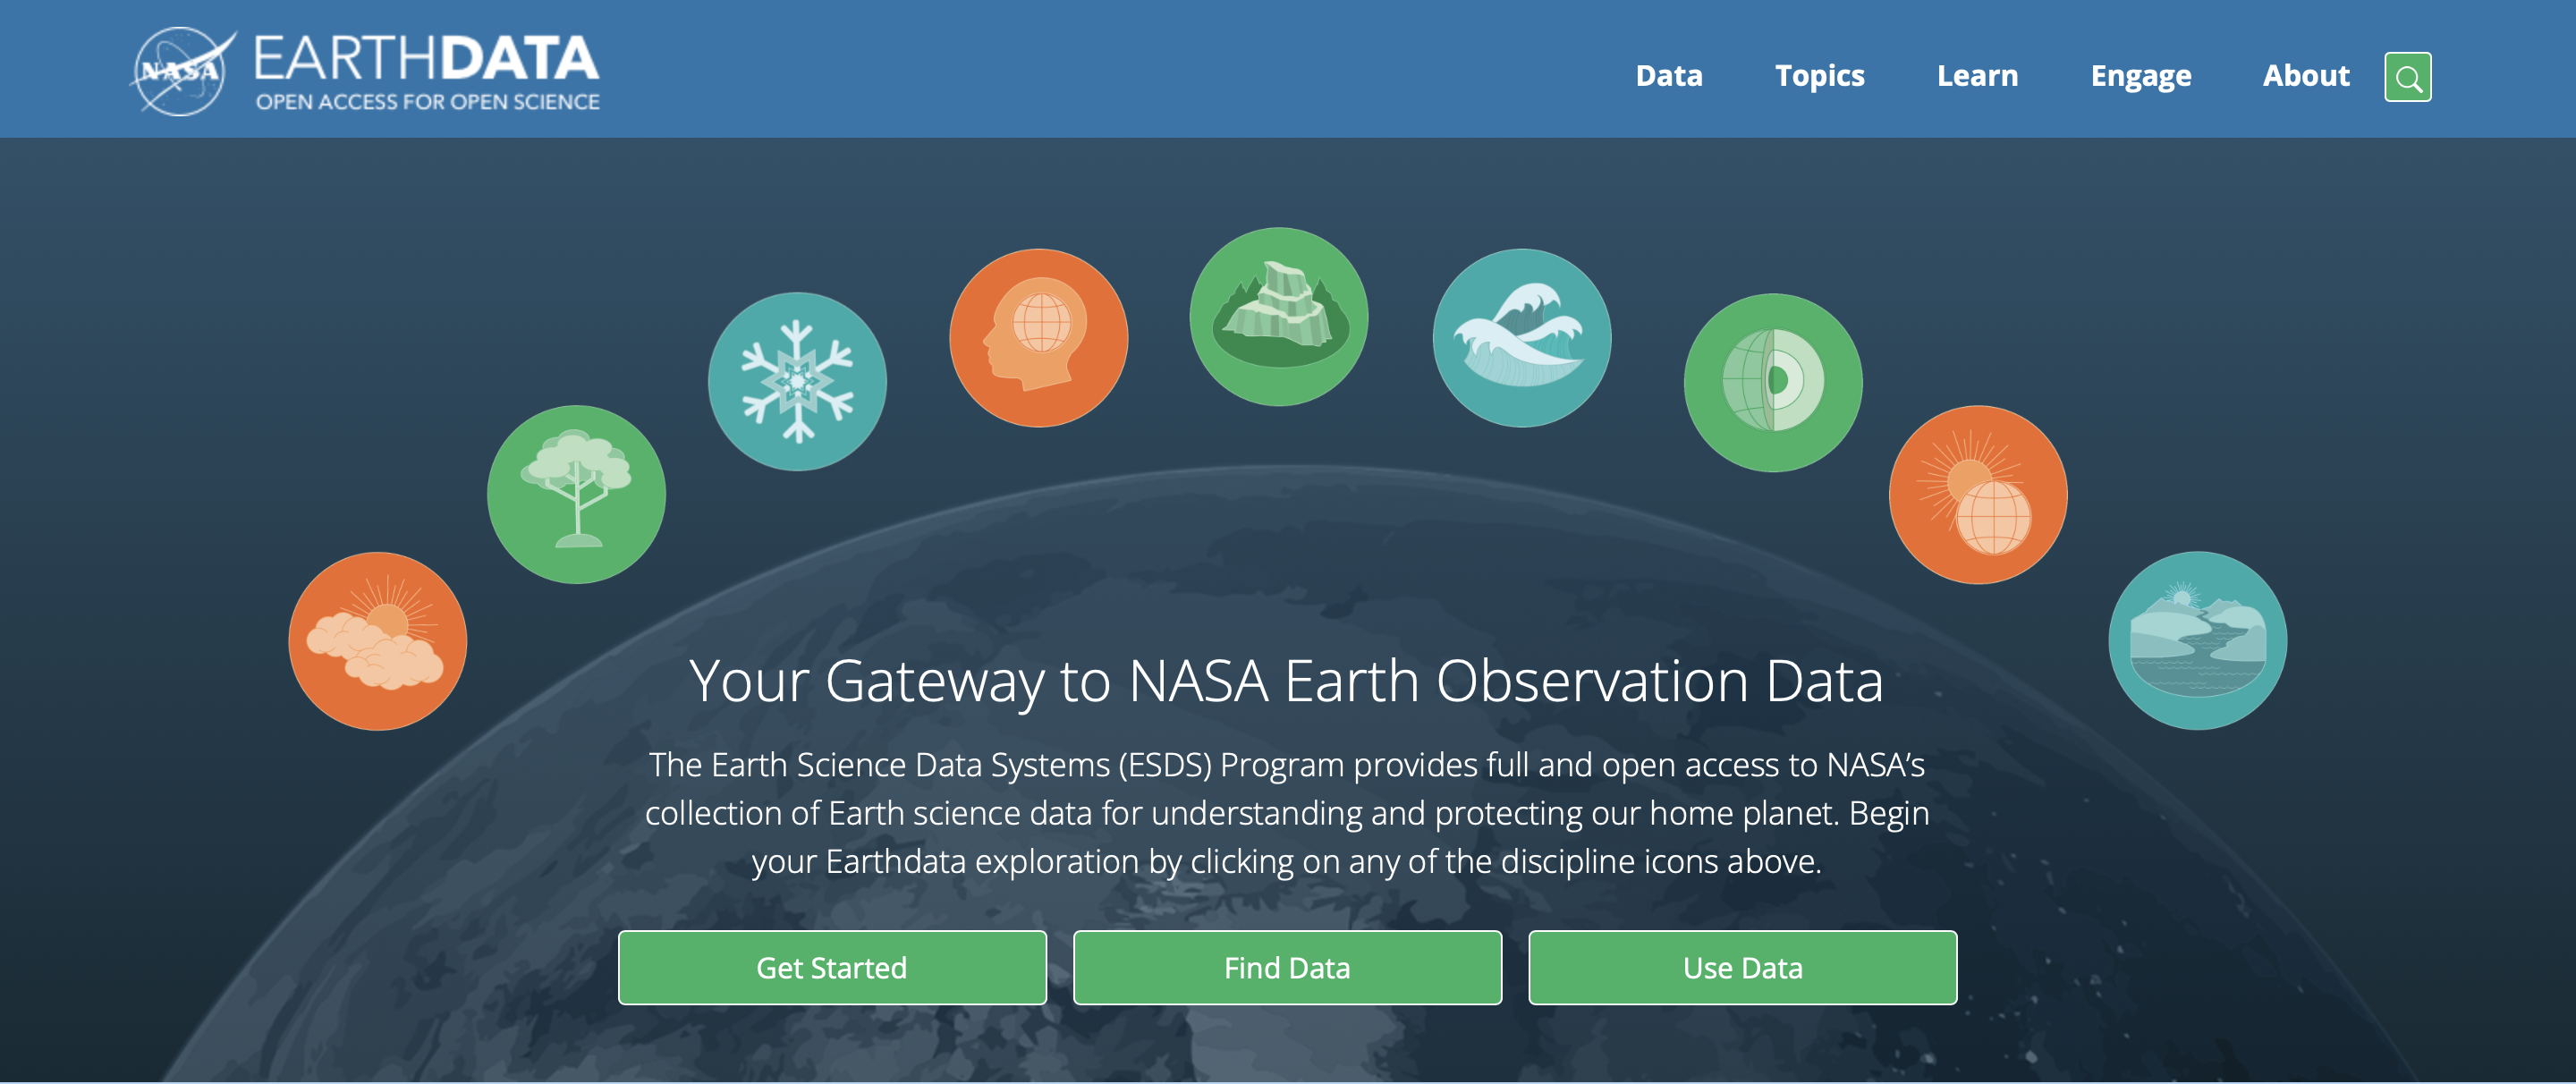 NASA
EARTHDATA
OPEN ACCESS FOR OPEN SCIENCE
Data
Topics
Learn
Engage
About
Your Gateway to NASA Earth Observation Data
The Earth Science Data Systems (ESDS) Program provides full and open access to NASA’s
collection of Earth science data for understanding and protecting our home planet. Begin
your Earthdata exploration by clicking on any of the discipline icons above.
Get Started
Find Data
Use Data